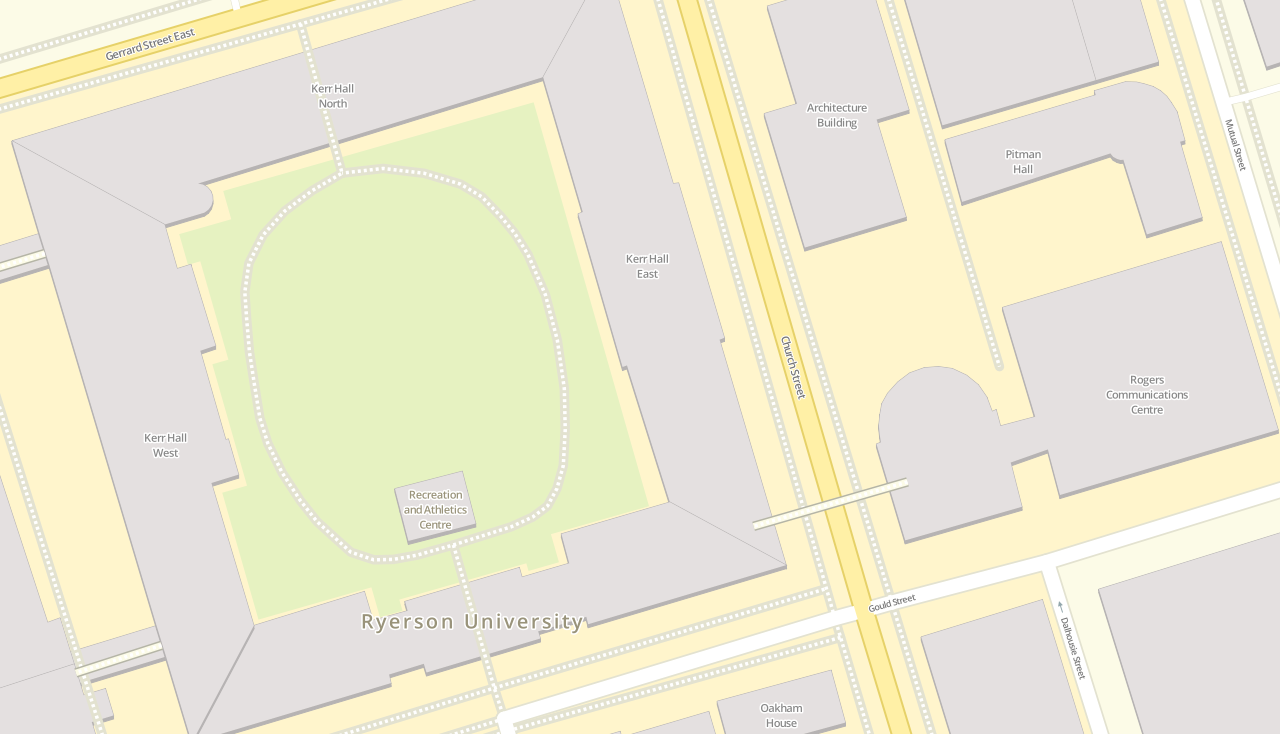 Gerrard Street East
Kerr Hall
North
Architecture
Building
Pitman
Hall
Mutual Street
Kerr Hall
East
Church Street
Rogers
Communications
Centre
Kerr Hall
West
Recreation
and Athletics
Centre
Gould Street
Ryerson University
Dalhousie Street
Oakham
House